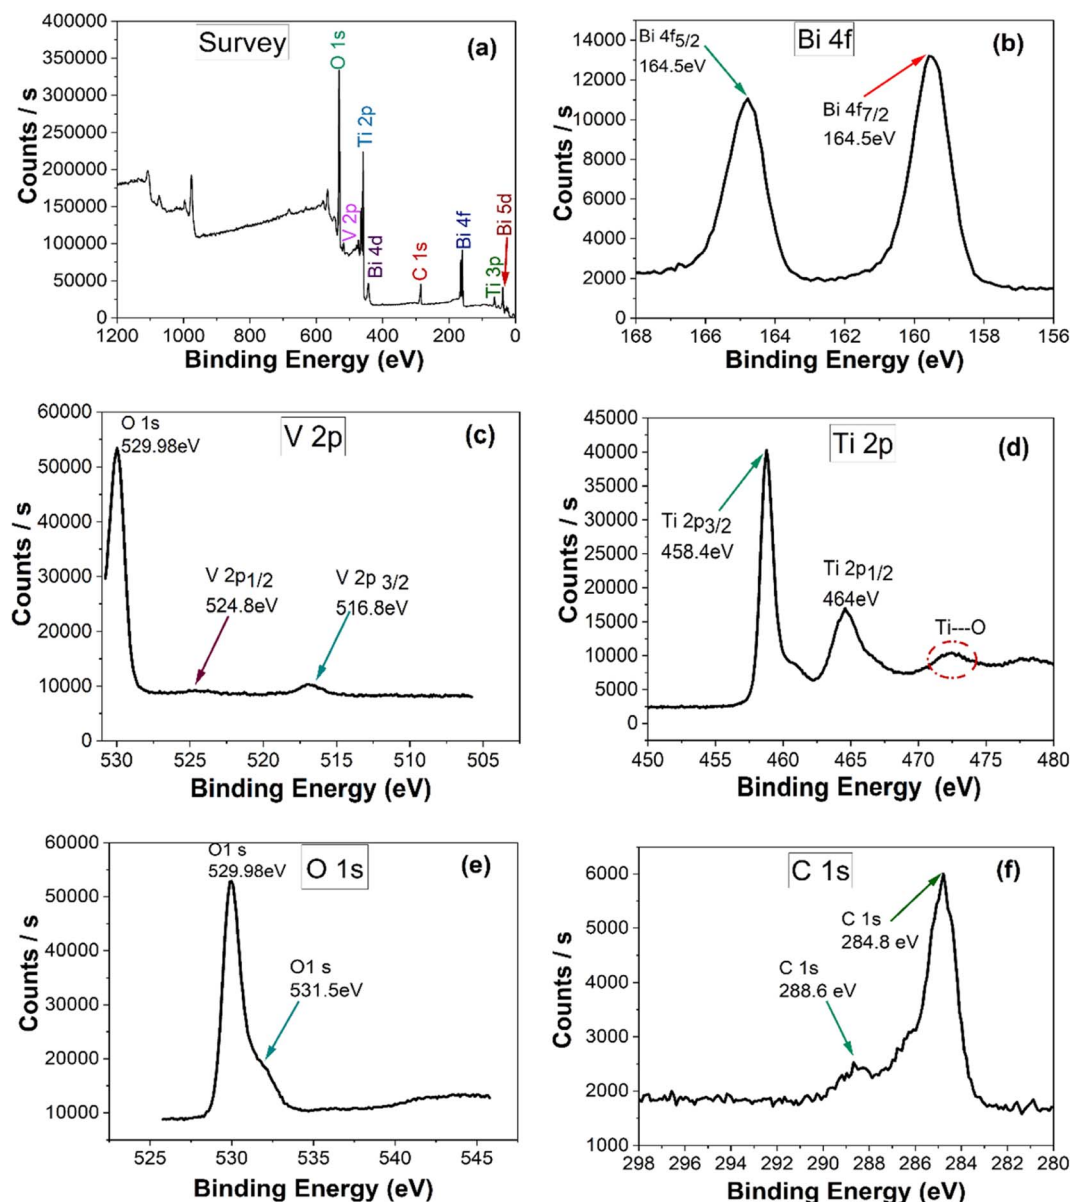 Survey
(a)
O 1s
Ti 2p
V 2p
Bi 4d
C 1s
Bi 4f
Ti 3p
Bi 5d
400000
350000
300000
250000
200000
150000
100000
50000
0
1200 1000 800 600 400 200 0
Counts / s
Binding Energy (eV)
Bi 4f
(b)
Bi 4f5/2
164.5eV
Bi 4f7/2
164.5eV
14000
12000
10000
8000
6000
4000
2000
0
168 166 164 162 160 158 156
Counts / s
Binding Energy (eV)
V 2p
(c)
O 1s
529.98eV
V 2p1/2
524.8eV
V 2p 3/2
516.8eV
60000
50000
40000
30000
20000
10000
0
530 525 520 515 510 505
Counts / s
Binding Energy (eV)
Ti 2p
(d)
Ti 2p3/2
458.4eV
Ti 2p1/2
464eV
Ti---O
45000
40000
35000
30000
25000
20000
15000
10000
5000
0
450 455 460 465 470 475 480
Counts / s
Binding Energy (eV)
O 1s
(e)
O1 s
529.98eV
O1 s
531.5eV
60000
50000
40000
30000
20000
10000
525 530 535 540 545
Counts / s
Binding Energy (eV)
C 1s
(f)
C 1s
284.8 eV
C 1s
288.6 eV
6000
5000
4000
3000
2000
1000
298 296 294 292 290 288 286 284 282 280
Counts / s
Binding Energy (eV)